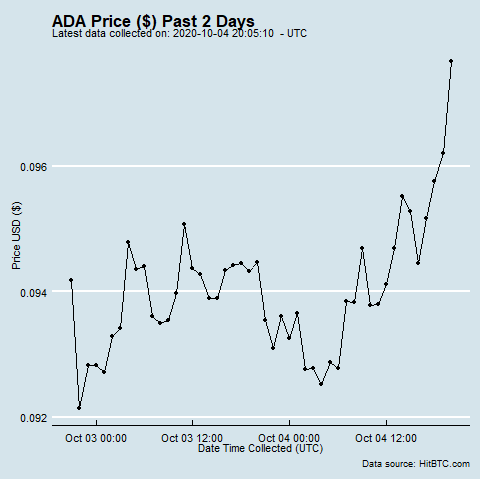 ADA Price ($) Past 2 Days
Latest data collected on: 2020-10-04 20:05:10  - UTC
0.096
0.094
0.092
Price USD ($)
Oct 03 00:00 Oct 03 12:00 Oct 04 00:00 Oct 04 12:00
Date Time Collected (UTC)
Data source: HitBTC.com